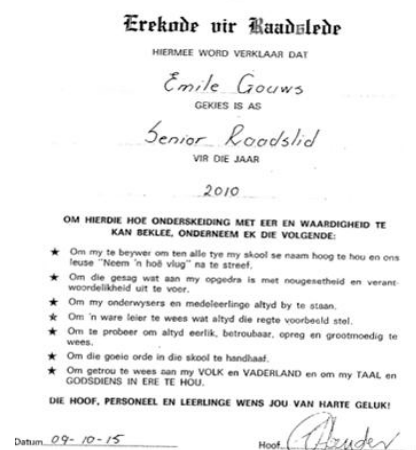 Erekode vir Raadslede
HIERMEE WORD VERKLAAR DAT
Emile Gouws
GEKIES IS AS
Senior Raadslid
VIR DIE JAAR
2010
OM HIERDIE HOE ONDERSKEIDING MET EER EN WAARDIGHEID TE
KAN BEKLEE, ONDERNEEM EK DIE VOLGENDE:
★ Om my te beywer om ten alle tye my skool se naam hoog te hou en ons
leuse "Neem 'n hoë vlug" na te streef.
★ Om die gesag wat aan my opgedra is met nougesetheid en verant-
woordelikheid uit te voer.
★ Om my onderwysers en medeleerlinge altyd by te staan.
★ Om 'n ware leier te wees wat altyd die regte voorbeeld stel.
★ Om te probeer om altyd eerlik, betroubaar, opreg en grootmoedig te
wees.
★ Om die goeie orde in die skool te handhaaf.
★ Om getrou te wees aan my VOLK en VADERLAND en om my TAAL en
GODSDIENS IN ERE TE HOU.
DIE HOOF, PERSONEEL EN LEERLINGE WENS JOU VAN HARTE GELUK!
Datum 09-10-15
Hoof